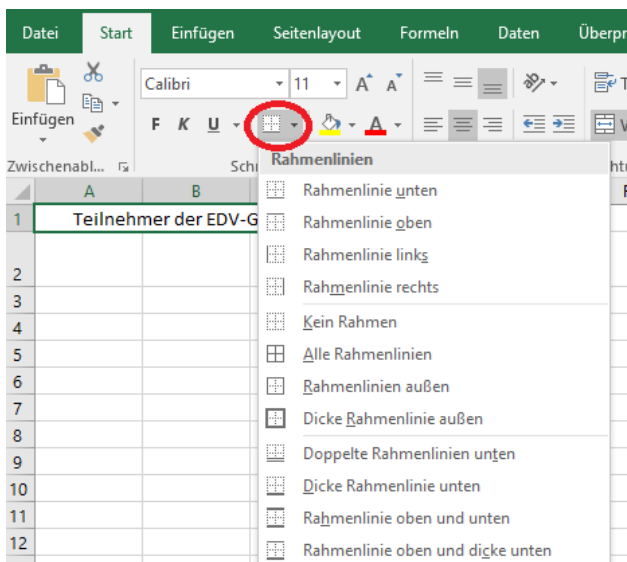 Datei Start Einfügen Seitenlayout Formeln Daten Überpr
Calibri 11 A A
Einfügen F K U A
Zwischenabl... Sch
Rahmenlinien
A B
1 Teilnehmer der EDV-G
Rahmenlinie unten
Rahmenlinie oben
2 Rahmenlinie links
3 Rahmenlinie rechts
4 Kein Rahmen
5 Alle Rahmenlinien
6 Rahmenlinien außen
7 Dicke Rahmenlinie außen
8
9 Doppelte Rahmenlinien unten
10 Dicke Rahmenlinie unten
11 Rahmenlinie oben und unten
12 Rahmenlinie oben und dicke unten